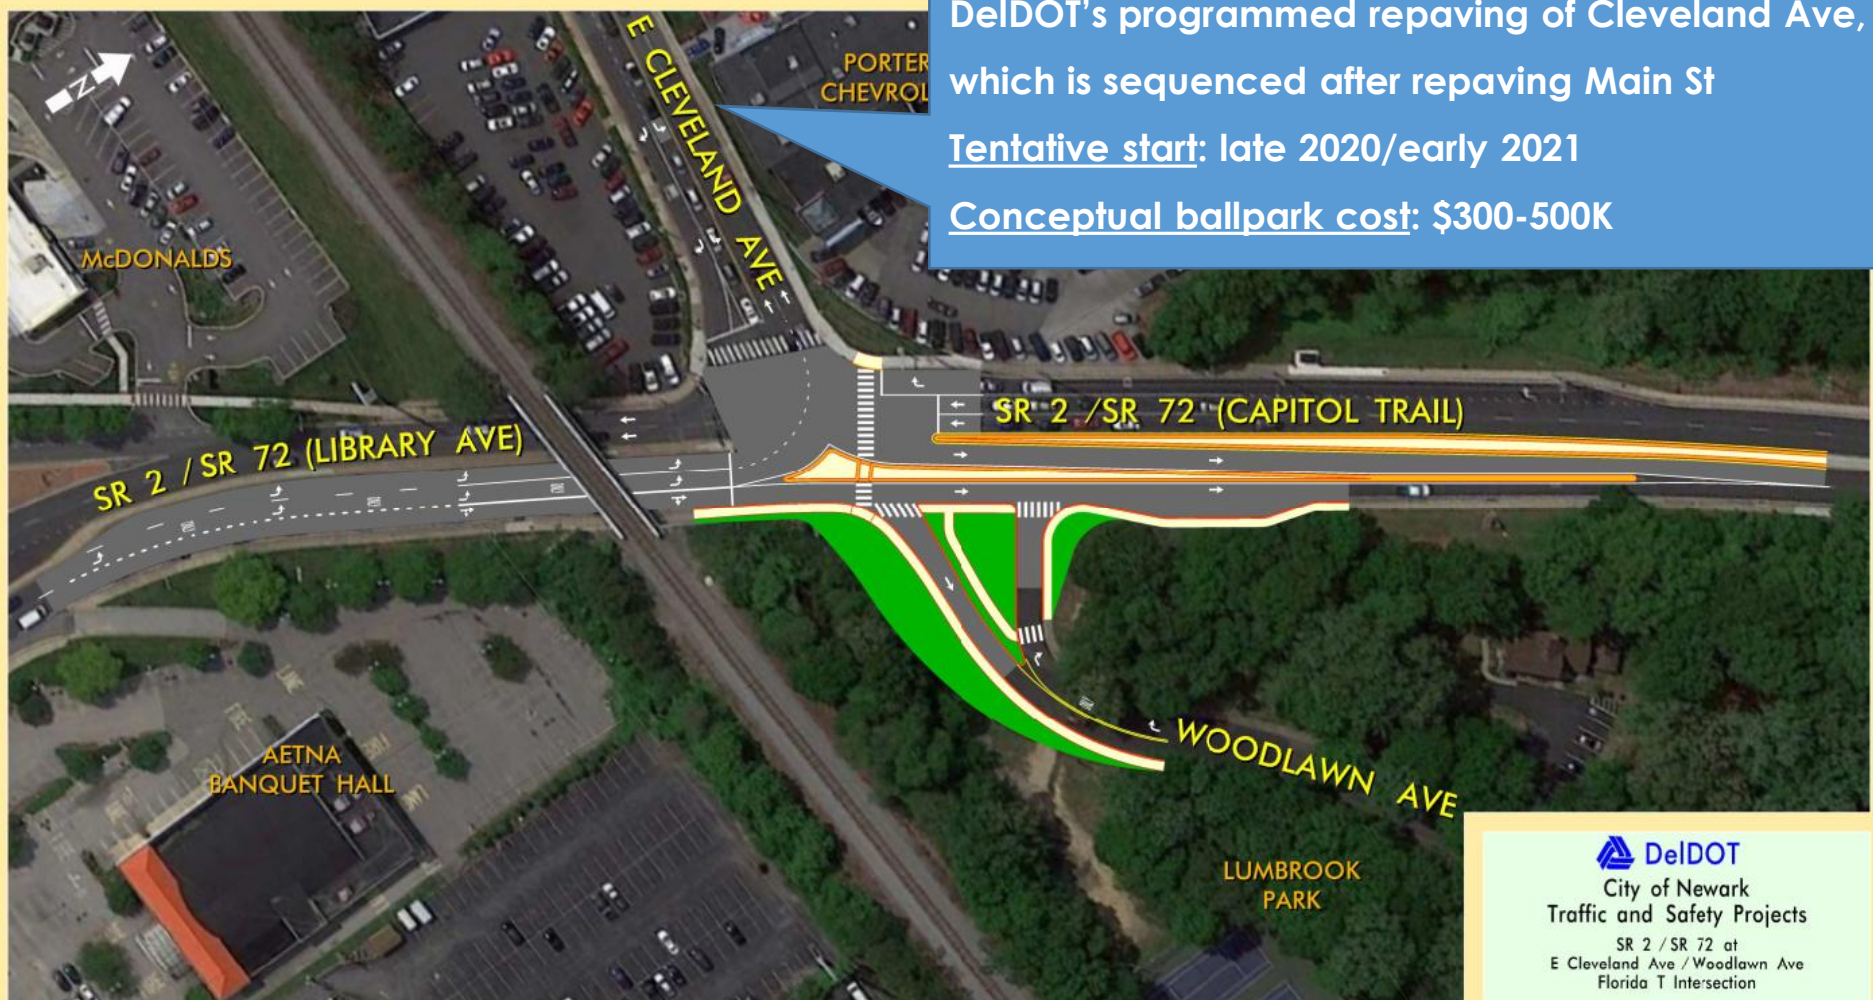 DelDOT's programmed repaving of Cleveland Ave,
which is sequenced after repaving Main St
Tentative start: late 2020/early 2021
Conceptual ballpark cost: $300-500K
N
E CLEVELAND AVE
PORTER
CHEVROL
McDONALDS
SR 2 / SR 72 (LIBRARY AVE)
SR 2 /SR 72 (CAPITOL TRAIL)
WOODLAWN AVE
AETNA
BANQUET HALL
LUMBROOK
PARK
DelDOT
City of Newark
Traffic and Safety Projects
SR 2 / SR 72 at
E Cleveland Ave / Woodlawn Ave
Florida T Intersection